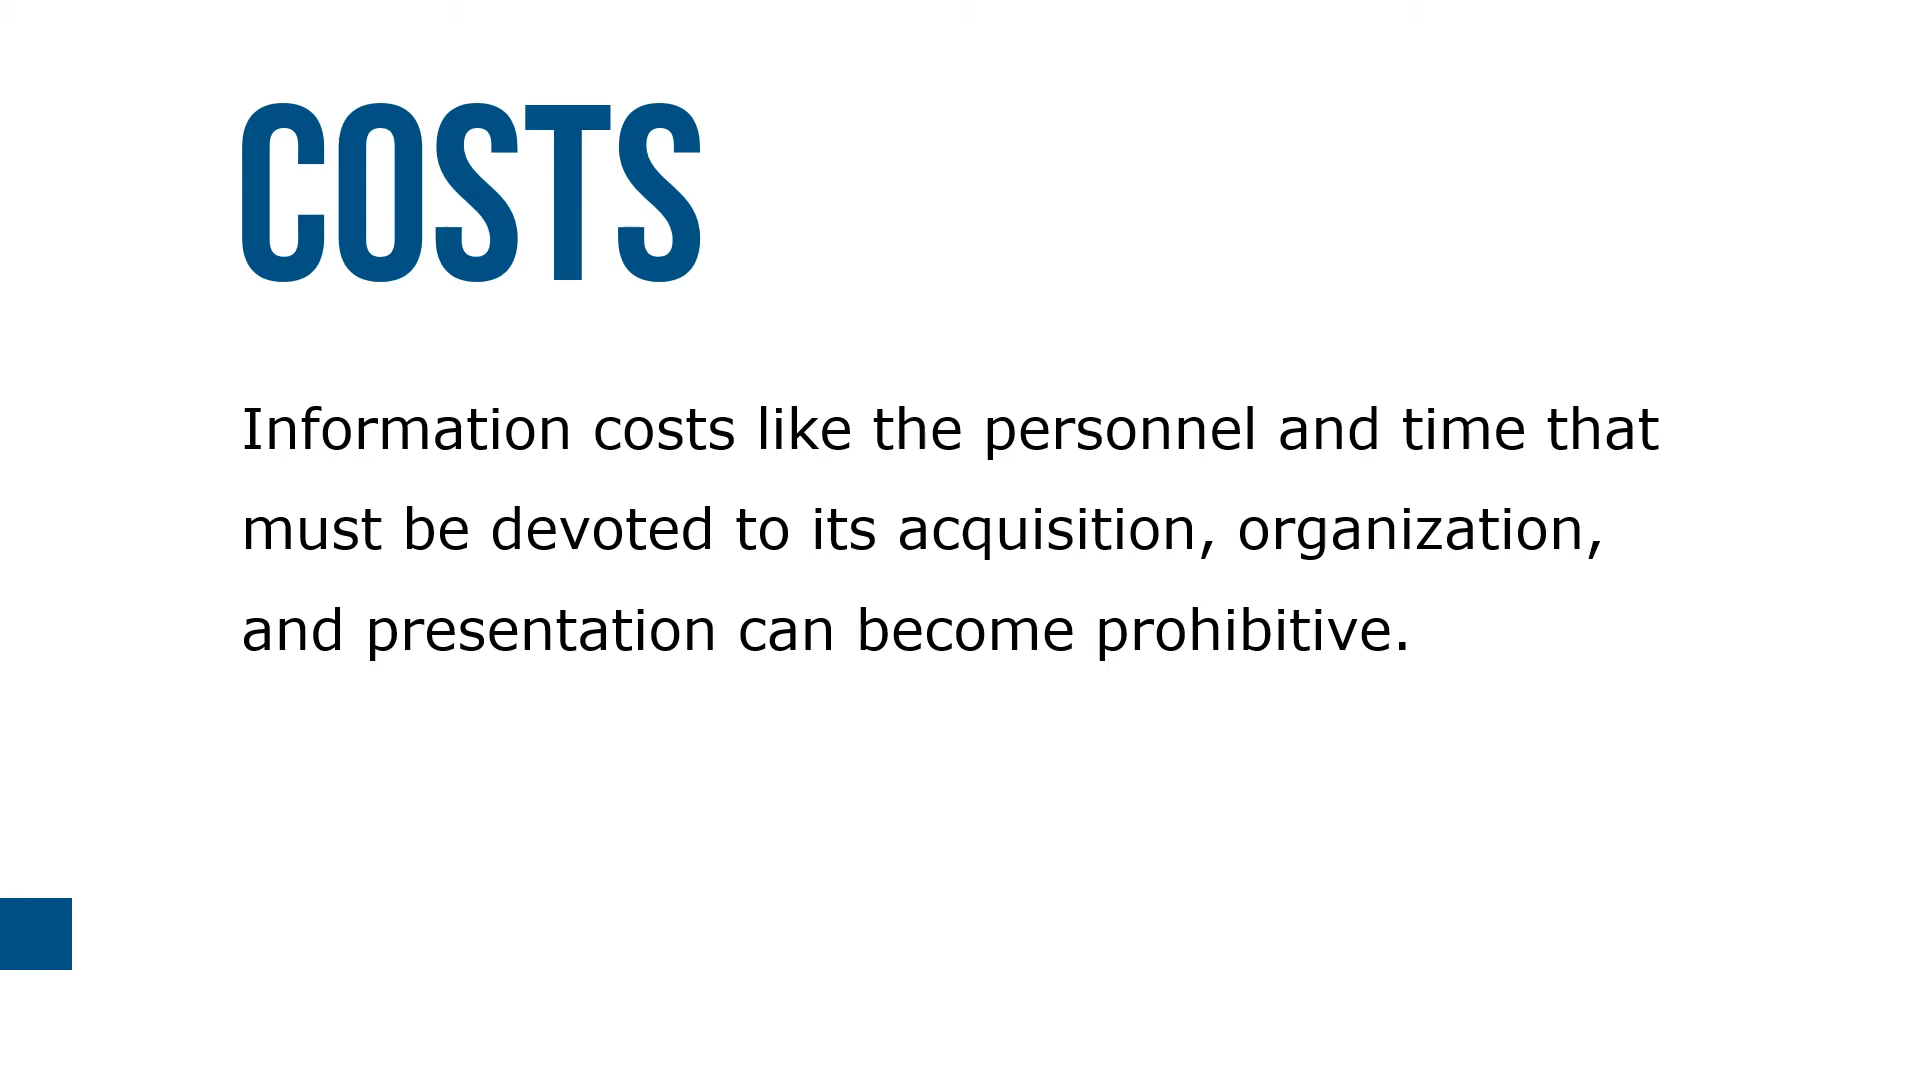 COSTS
Information costs like the personnel and time that
must be devoted to its acquisition, organization,
and presentation can become prohibitive.